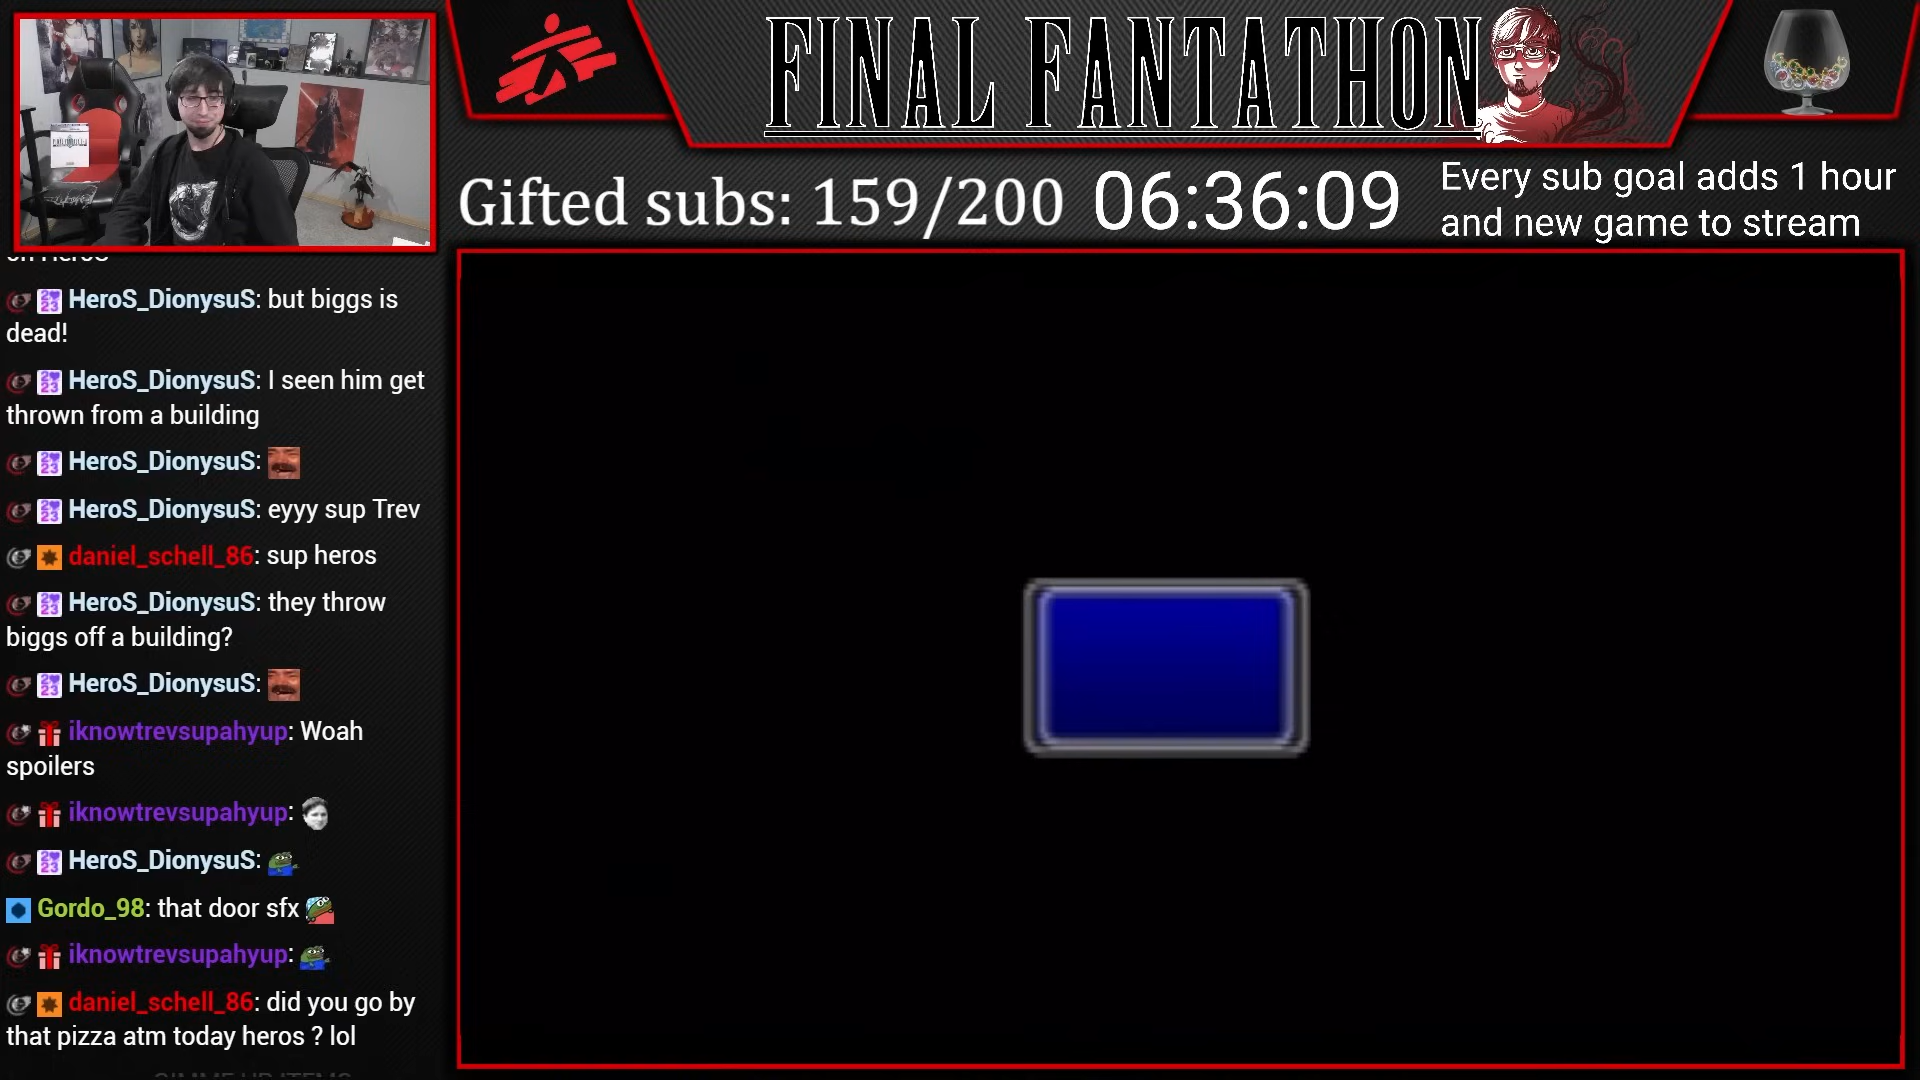 FINAL FANTATHON
Gifted subs: 159/200
06:36:09
Every sub goal adds 1 hour
and new game to stream
HeroS_DionysuS: but biggs is
dead!
HeroS_DionysuS: I seen him get
thrown from a building
HeroS_DionysuS:
HeroS_DionysuS: eyyy sup Trev
daniel_schell_86: sup heros
HeroS_DionysuS: they throw
biggs off a building?
HeroS_DionysuS:
iknowtrevsupahyup: Woah
spoilers
iknowtrevsupahyup:
HeroS_DionysuS:
Gordo_98: that door sfx
iknowtrevsupahyup:
daniel_schell_86: did you go by
that pizza atm today heros ? lol